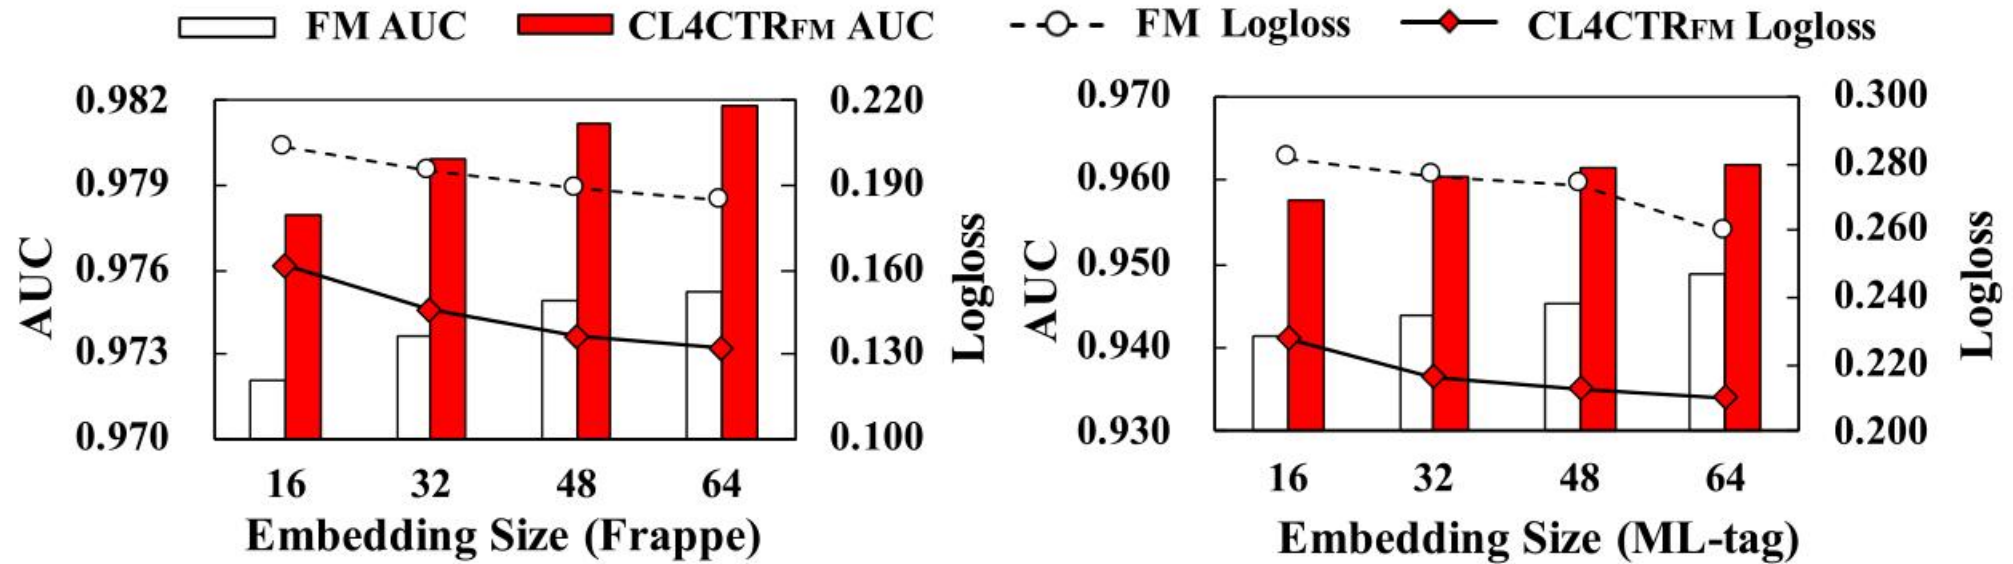 FM AUC CL4CTRFM AUC FM Logloss CL4CTRFM Logloss
0.982
0.979
0.976
0.973
0.970
AUC
0.220
0.190
0.160
0.130
0.100
Logloss
16 32 48 64
Embedding Size (Frappe)
0.970
0.960
0.950
0.940
0.930
AUC
0.300
0.280
0.260
0.240
0.220
0.200
Logloss
16 32 48 64
Embedding Size (ML-tag)